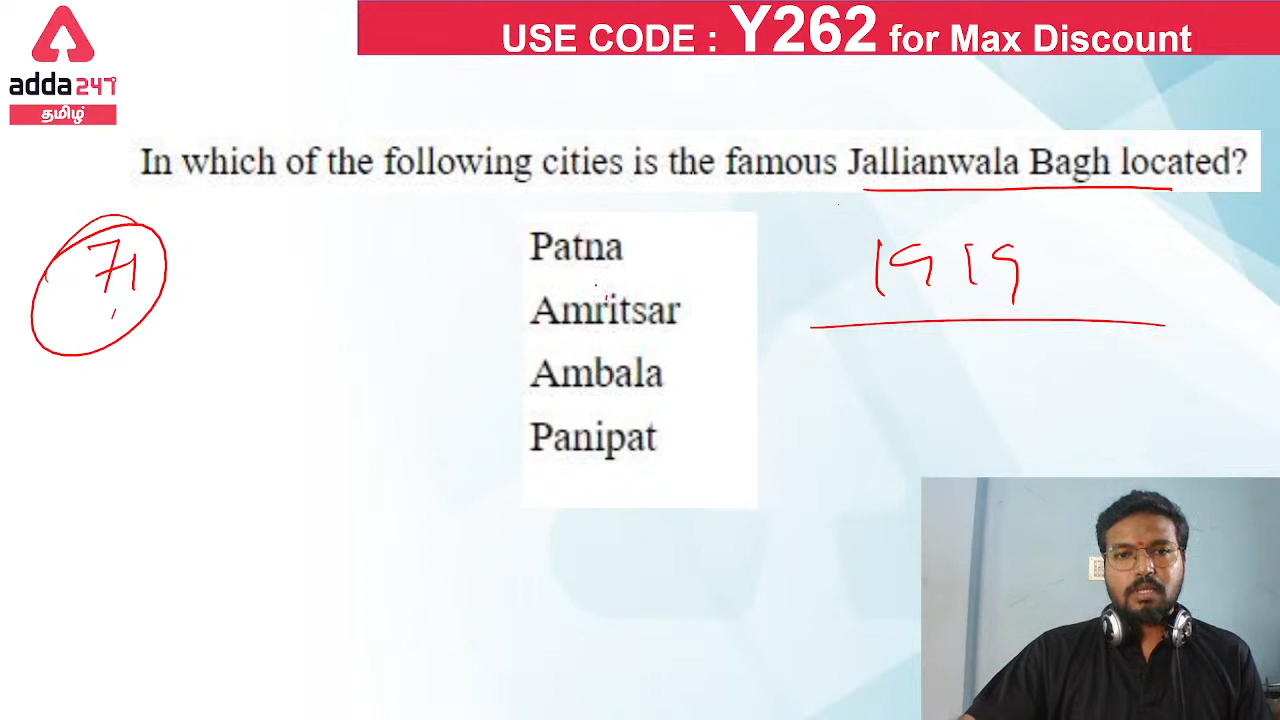 USE CODE : Y262 for Max Discount
adda247
தமிழ்
In which of the following cities is the famous Jallianwala Bagh located?
71
1919
Patna
Amritsar
Ambala
Panipat